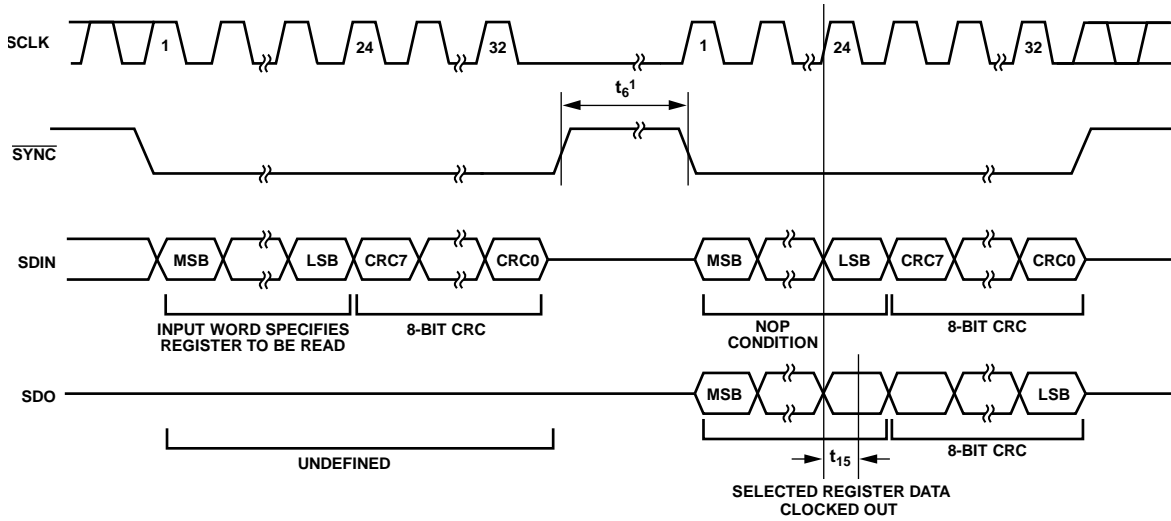 SCLK
1
24
32
1
24
32
t6¹
SYNC
SDIN
MSB
LSB
CRC7
CRC0
MSB
LSB
CRC7
CRC0
INPUT WORD SPECIFIES
REGISTER TO BE READ
8-BIT CRC
NOP
CONDITION
8-BIT CRC
SDO
MSB
LSB
UNDEFINED
t15
8-BIT CRC
SELECTED REGISTER DATA
CLOCKED OUT